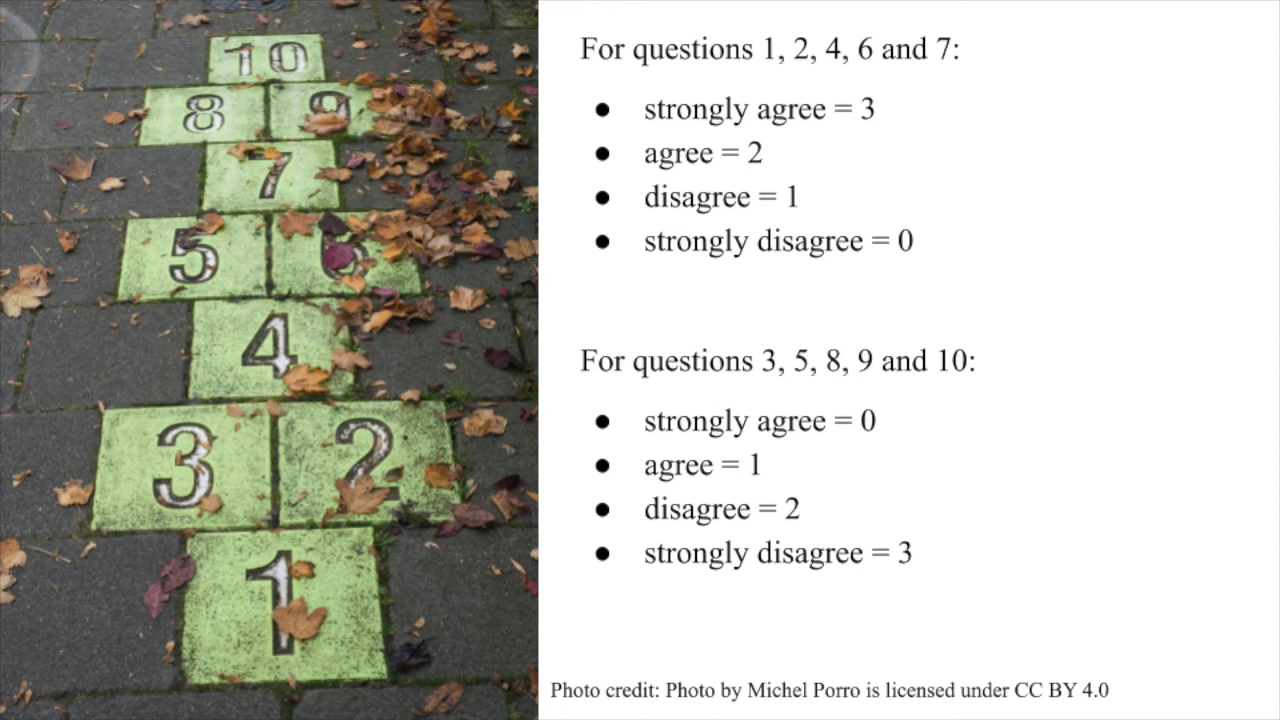 10
8 9
7
5 6
4
3 2
1
For questions 1, 2, 4, 6 and 7:
● strongly agree = 3
● agree = 2
● disagree = 1
● strongly disagree = 0
For questions 3, 5, 8, 9 and 10:
● strongly agree = 0
● agree = 1
● disagree = 2
● strongly disagree = 3
Photo credit: Photo by Michel Porro is licensed under CC BY 4.0